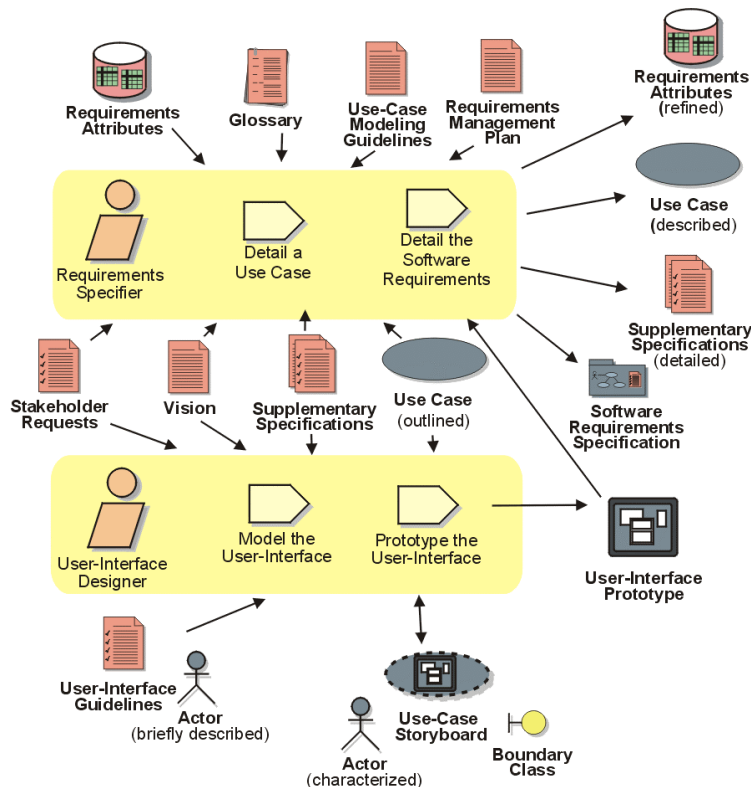 Requirements
Attributes
Glossary
Use-Case
Modeling
Guidelines
Requirements
Management
Plan
Requirements
Attributes
(refined)
Use Case
(described)
Requirements
Specifier
Detail a
Use Case
Detail the
Software
Requirements
Supplementary
Specifications
(detailed)
Stakeholder
Requests
Vision
Supplementary
Specifications
Use Case
(outlined)
Software
Requirements
Specification
User-Interface
Designer
Model the
User-Interface
Prototype the
User-Interface
User-Interface
Prototype
User-Interface
Guidelines
Actor
(briefly described)
Use-Case
Storyboard
Actor
(characterized)
Boundary
Class